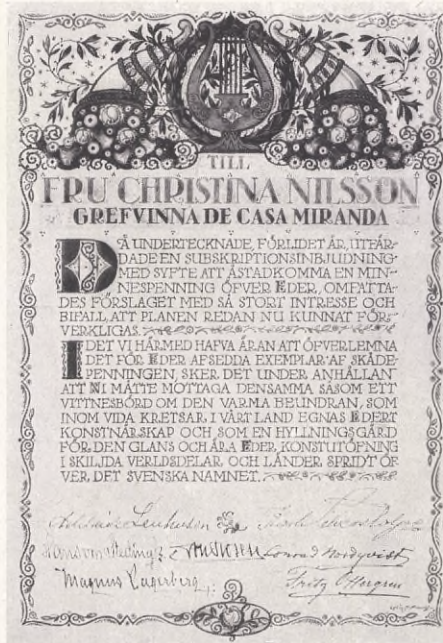 TILL
FRU CHRISTINA NILSSON
GREFVINNA DE CASA MIRANDA
DÅ UNDERTECKNADE, FÖRLIDET ÅR, UTFÄR-
DADE EN SUBSKRIPTIONSINBJUDNING
MED SYFTE ATT ÅSTADKOMMA EN MIN-
NESPENNING ÖFVER EDER, OMFATTA-
DES FÖRSLAGET MED SÅ STORT INTRESSE OCH
BIFALL, ATT PLANEN REDAN NU KUNNAT FÖR-
VERKLIGAS.
I DET VI HÄRMED HAFVA ÄRAN ATT ÖFVERLEMNA
DET FÖR EDER AFSEDDA EXEMPLAR AF SKÅDE-
PENNINGEN, SKER DET UNDER ANHÅLLAN
ATT NI MÅTTE MOTTAGA DENSAMMA SÅSOM ETT
VITTNESBÖRD OM DEN VARMA BEUNDRAN, SOM
INOM VIDA KRETSAR I VÅRT LAND EGNAS EDERT
KONSTNÄRSKAP OCH SOM EN HYLLNINGSGÄRD
FÖR DEN GLANS OCH ÄRA EDER KONSTUTÖFNING
I SKILJDA VERLDSDELAR OCH LÄNDER SPRIDT ÖF-
VER DET SVENSKA NAMNET.
Adelaïde Leuhusen
Conrad Nordqvist
Magnus Lagerberg
Fritz